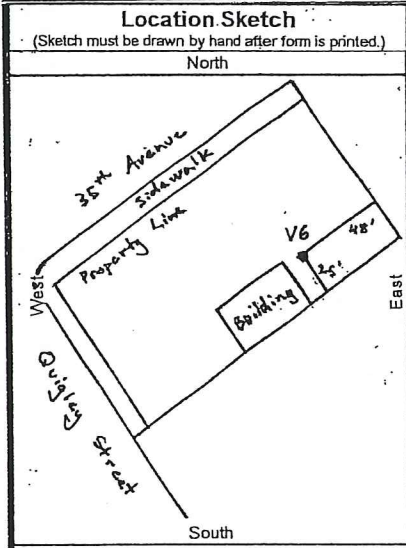 Location Sketch
(Sketch must be drawn by hand after form is printed.)
North
35th Avenue
Sidewalk
Property Line
V6
48'
25'
Building
West
East
Quigley
Street
South